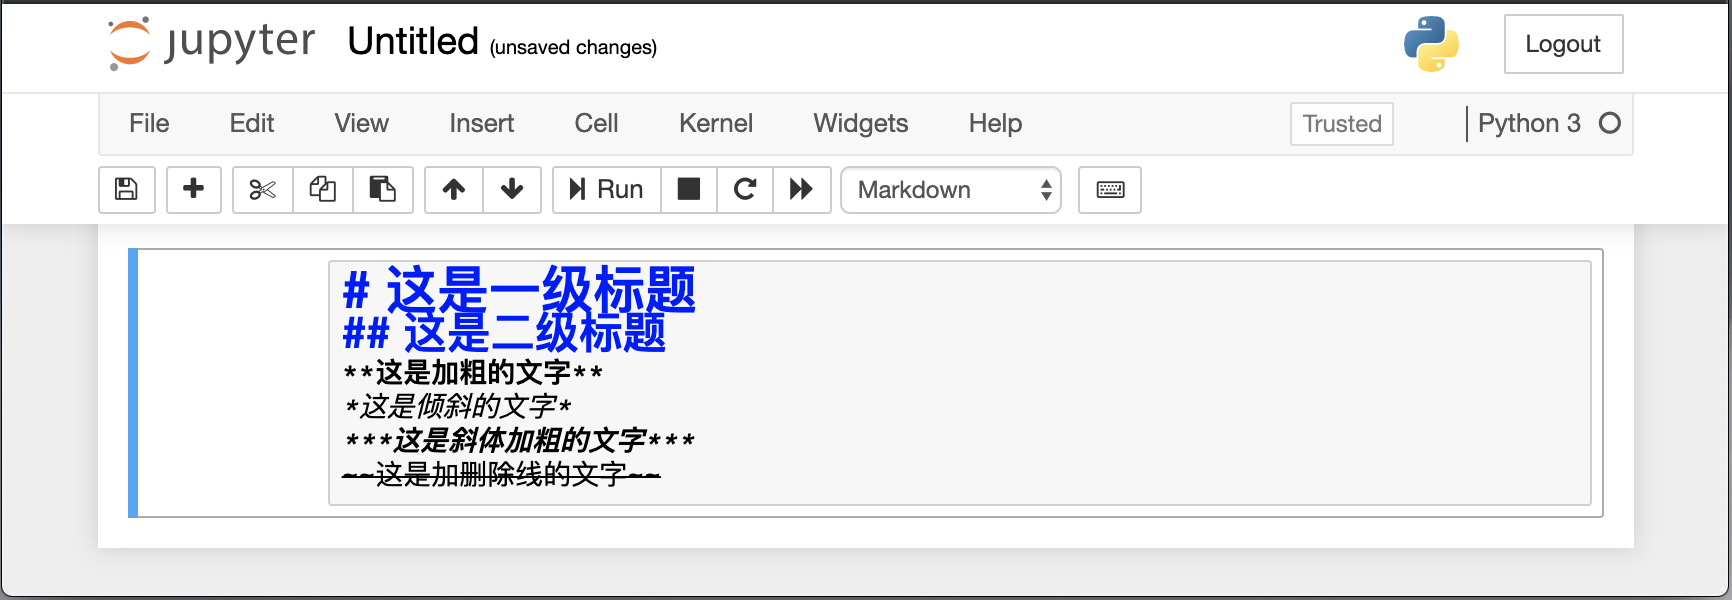 jupyter Untitled (unsaved changes) Logout
File Edit View Insert Cell Kernel Widgets Help Trusted Python 3
Run Markdown
# 这是一级标题
## 这是二级标题
**这是加粗的文字**
*这是倾斜的文字*
***这是斜体加粗的文字***
~~这是加删除线的文字~~